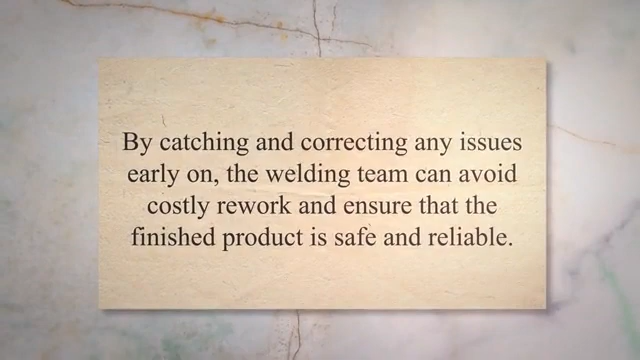 By catching and correcting any issues
early on, the welding team can avoid
costly rework and ensure that the
finished product is safe and reliable.